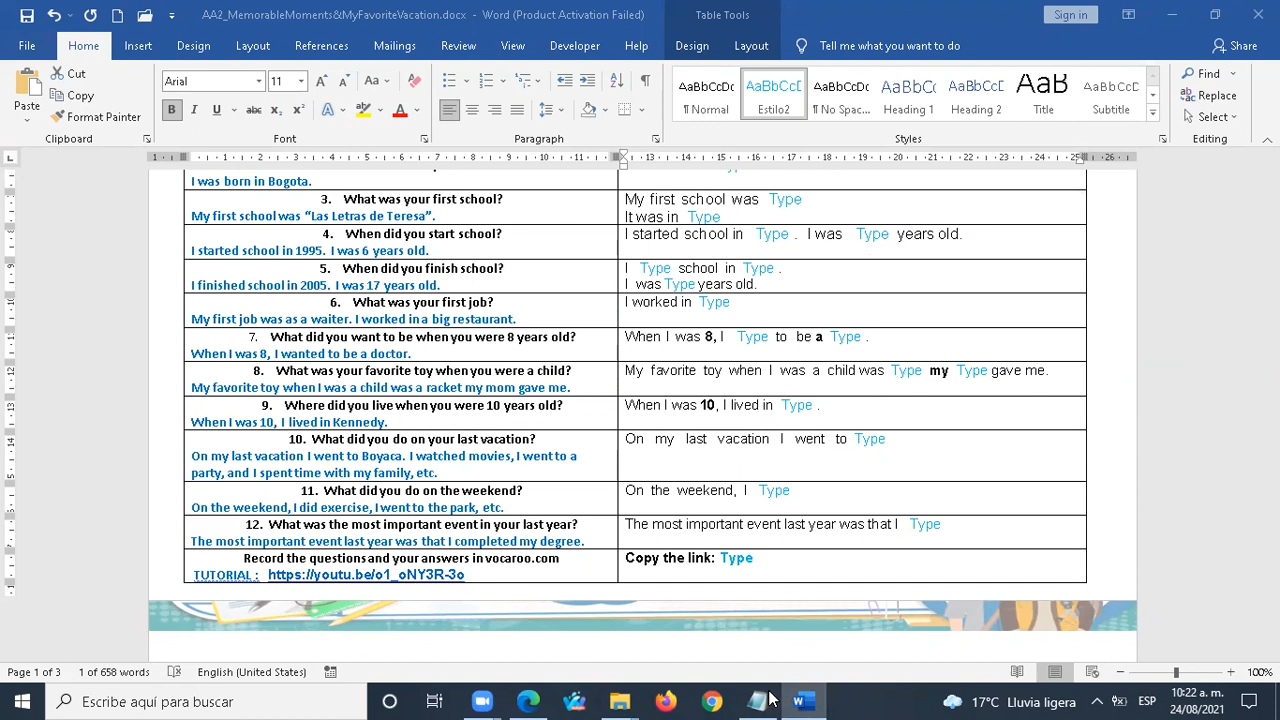 AA2_MemorableMoments&MyFavoriteVacation.docx - Word (Product Activation Failed)
Table Tools
Sign in
File Home Insert Design Layout References Mailings Review View Developer Help Design Layout Tell me what you want to do Share
Paste
Cut
Copy
Format Painter
Clipboard
Arial 11
Font
Paragraph
AaBbCcDc ¶ Normal
AaBbCcD Estilo2
AaBbCcDc ¶ No Spac...
AaBbCcD Heading 1
AaBbCcD Heading 2
AaB Title
AaBbCcD Subtitle
Styles
Find
Replace
Select
Editing
I was born in Bogota.
3. What was your first school?
My first school was “Las Letras de Teresa”.
My first school was Type
It was in Type
4. When did you start school?
I started school in 1995. I was 6 years old.
I started school in Type . I was Type years old.
5. When did you finish school?
I finished school in 2005. I was 17 years old.
I Type school in Type .
I was Type years old.
6. What was your first job?
My first job was as a waiter. I worked in a big restaurant.
I worked in Type
7. What did you want to be when you were 8 years old?
When I was 8, I wanted to be a doctor.
When I was 8, I Type to be a Type .
8. What was your favorite toy when you were a child?
My favorite toy when I was a child was a racket my mom gave me.
My favorite toy when I was a child was Type my Type gave me.
9. Where did you live when you were 10 years old?
When I was 10, I lived in Kennedy.
When I was 10, I lived in Type .
10. What did you do on your last vacation?
On my last vacation I went to Boyaca. I watched movies, I went to a
party, and I spent time with my family, etc.
On my last vacation I went to Type
11. What did you do on the weekend?
On the weekend, I did exercise, I went to the park, etc.
On the weekend, I Type
12. What was the most important event in your last year?
The most important event last year was that I completed my degree.
The most important event last year was that I Type
Record the questions and your answers in vocaroo.com
TUTORIAL : https://youtu.be/o1_oNY3R-3o
Copy the link: Type
Page 1 of 3 1 of 658 words English (United States) 100%
Escribe aquí para buscar
17°C Lluvia ligera
ESP
10:22 a. m.
24/08/2021